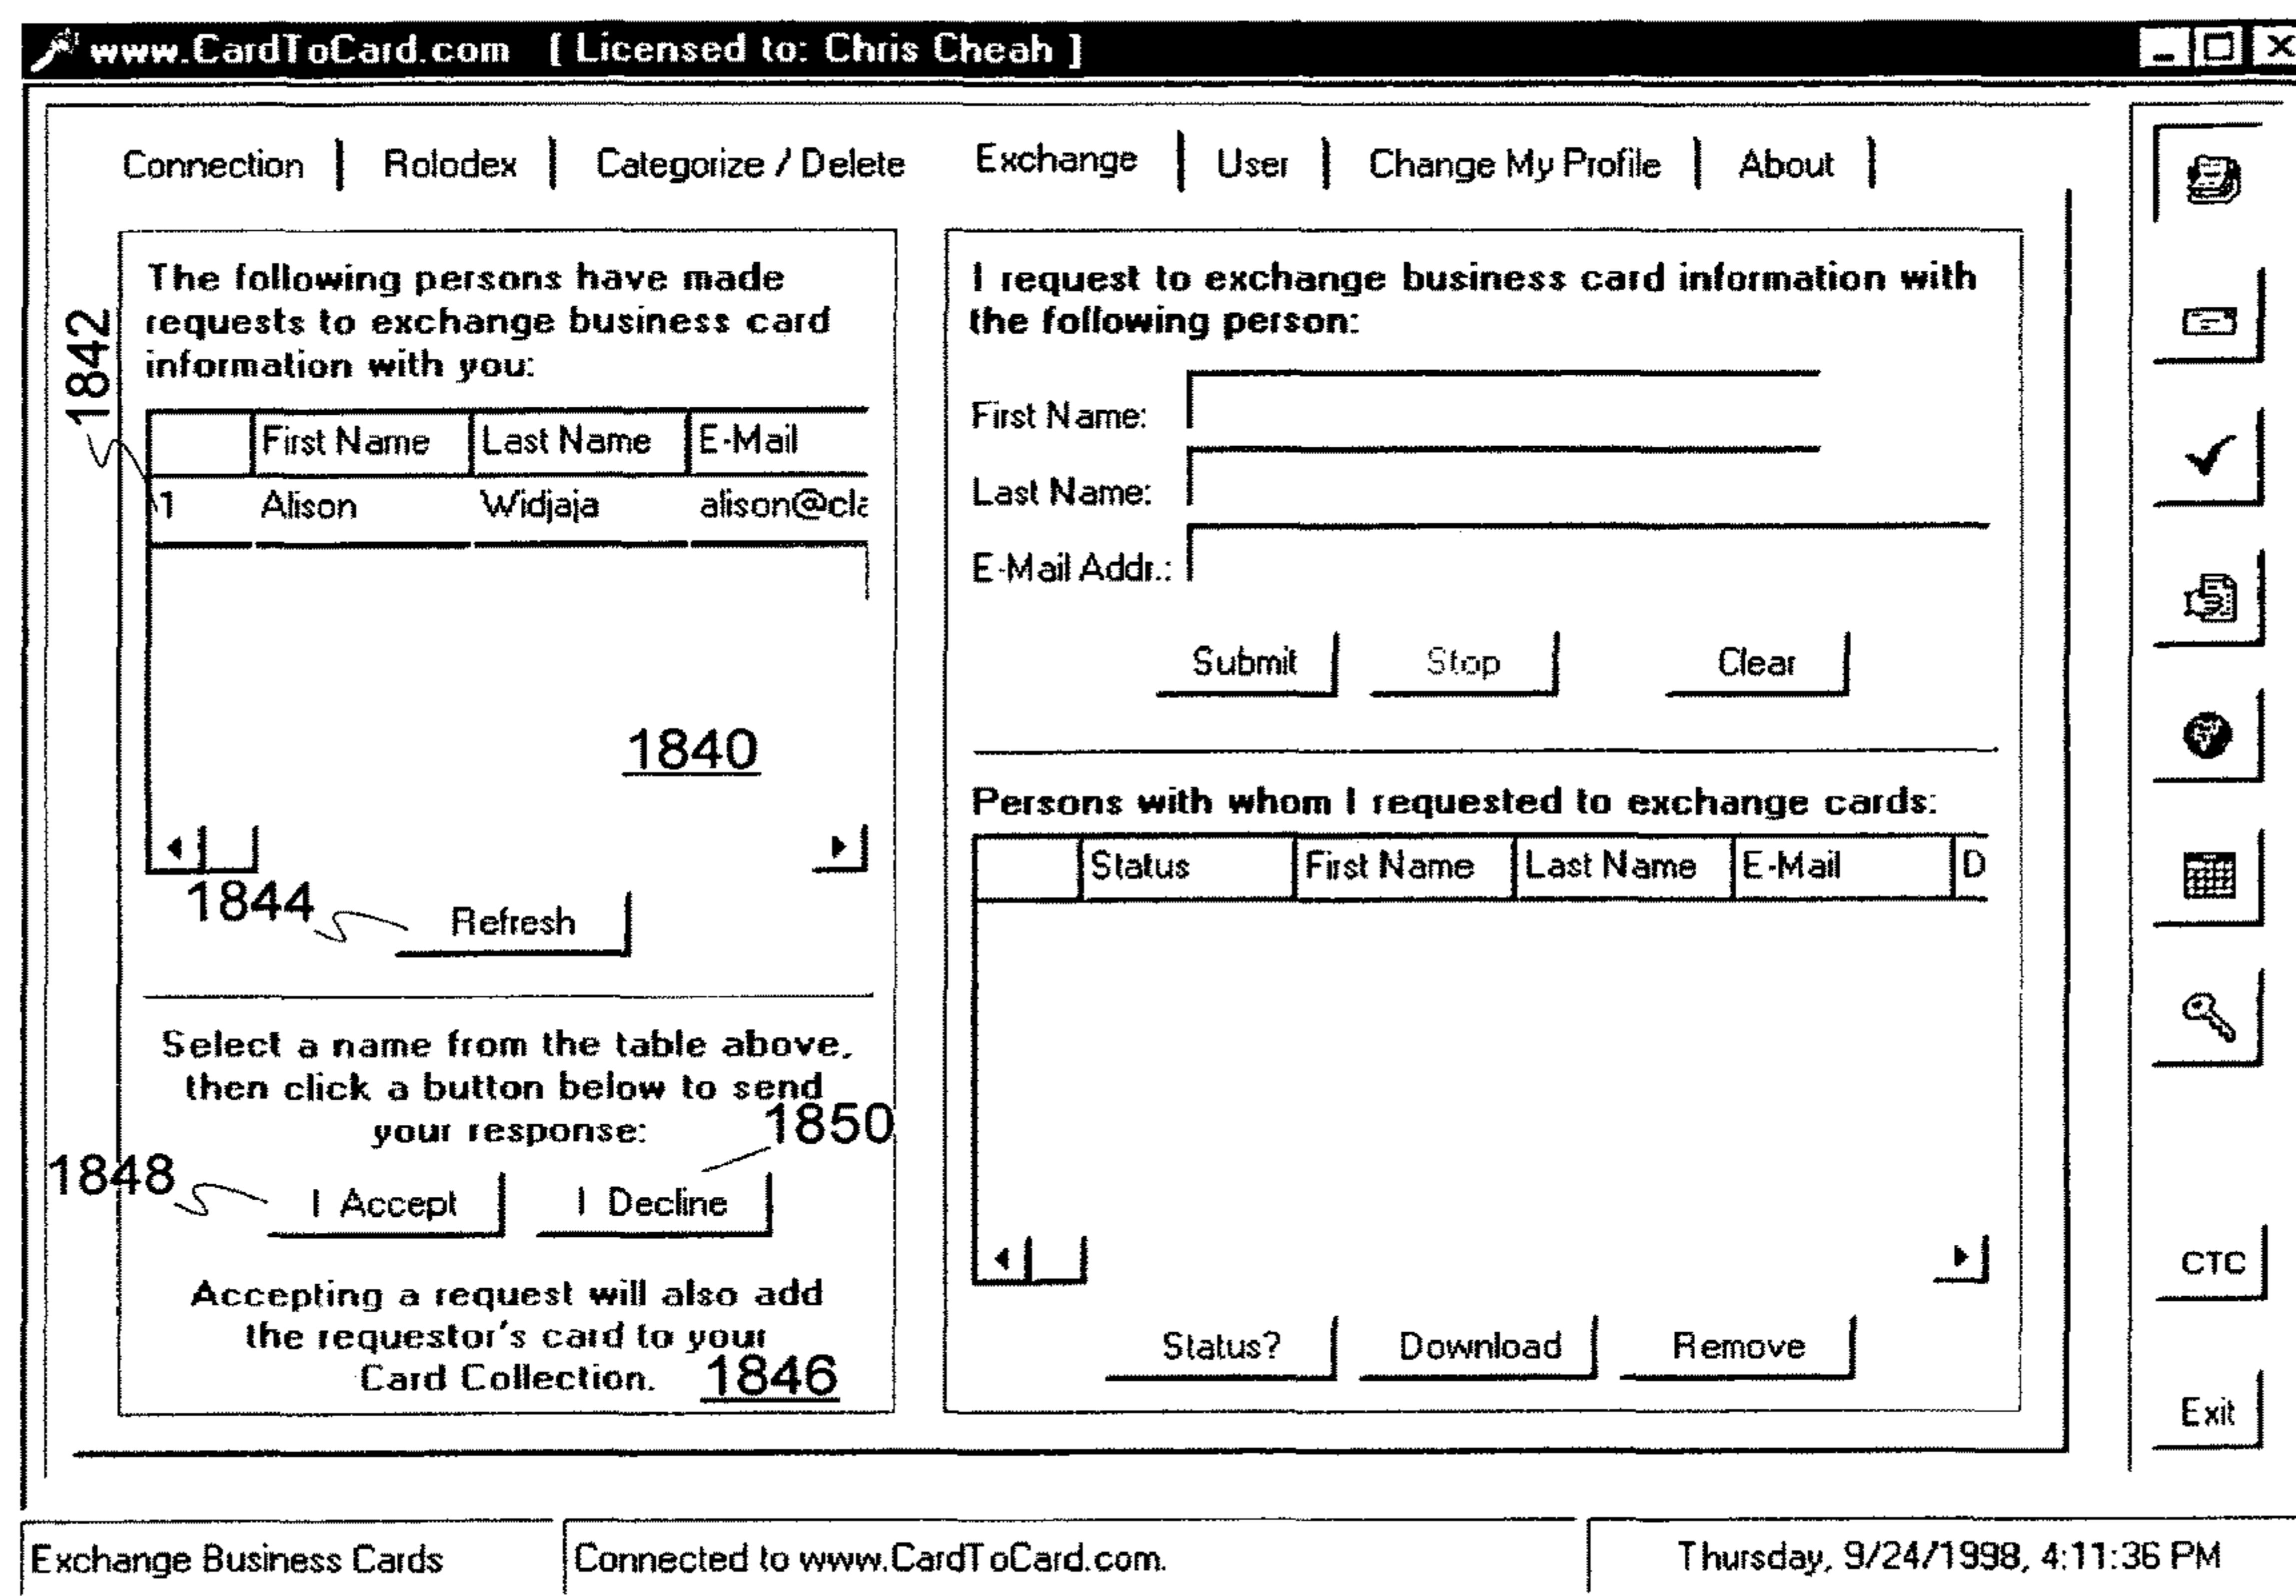 www.CardToCard.com [ Licensed to: Chris Cheah ]
Connection | Rolodex | Categorize / Delete Exchange | User | Change My Profile | About |
The following persons have made
requests to exchange business card
information with you:
1842
First Name Last Name E-Mail
1 Alison Widjaja alison@cla
1840
1844
Refresh
Select a name from the table above,
then click a button below to send
your response:
1850
1848
I Accept I Decline
Accepting a request will also add
the requestor's card to your
Card Collection.
1846
I request to exchange business card information with
the following person:
First Name:
Last Name:
E-Mail Addr.:
Submit Stop Clear
Persons with whom I requested to exchange cards:
Status First Name Last Name E-Mail D
Status? Download Remove
CTC
Exit
Exchange Business Cards Connected to www.CardToCard.com. Thursday, 9/24/1998, 4:11:36 PM